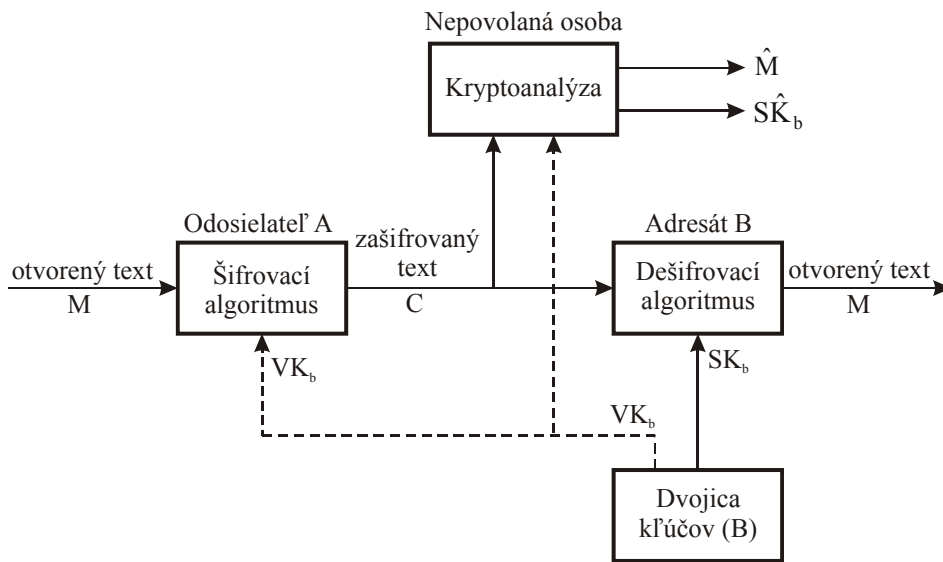 Nepovolaná osoba
Kryptoanalýza
M̂
SK̂b
Odosielateľ A
zašifrovaný
text
Adresát B
otvorený text
M
Šifrovací
algoritmus
C
Dešifrovací
algoritmus
otvorený text
M
VKb
SKb
VKb
Dvojica
kľúčov (B)